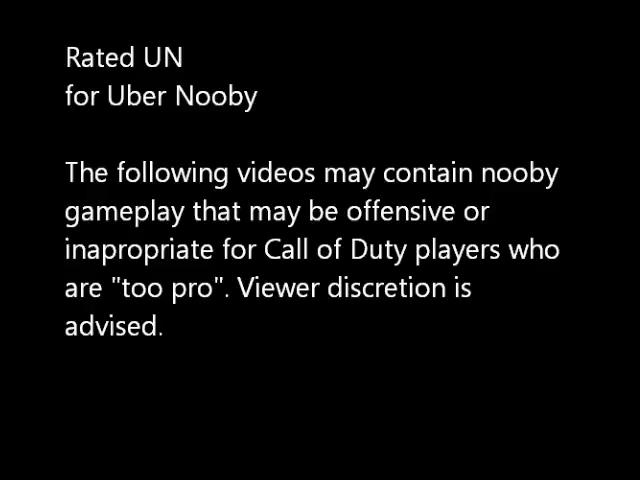 Rated UN
for Uber Nooby
The following videos may contain nooby
gameplay that may be offensive or
inapropriate for Call of Duty players who
are "too pro". Viewer discretion is
advised.